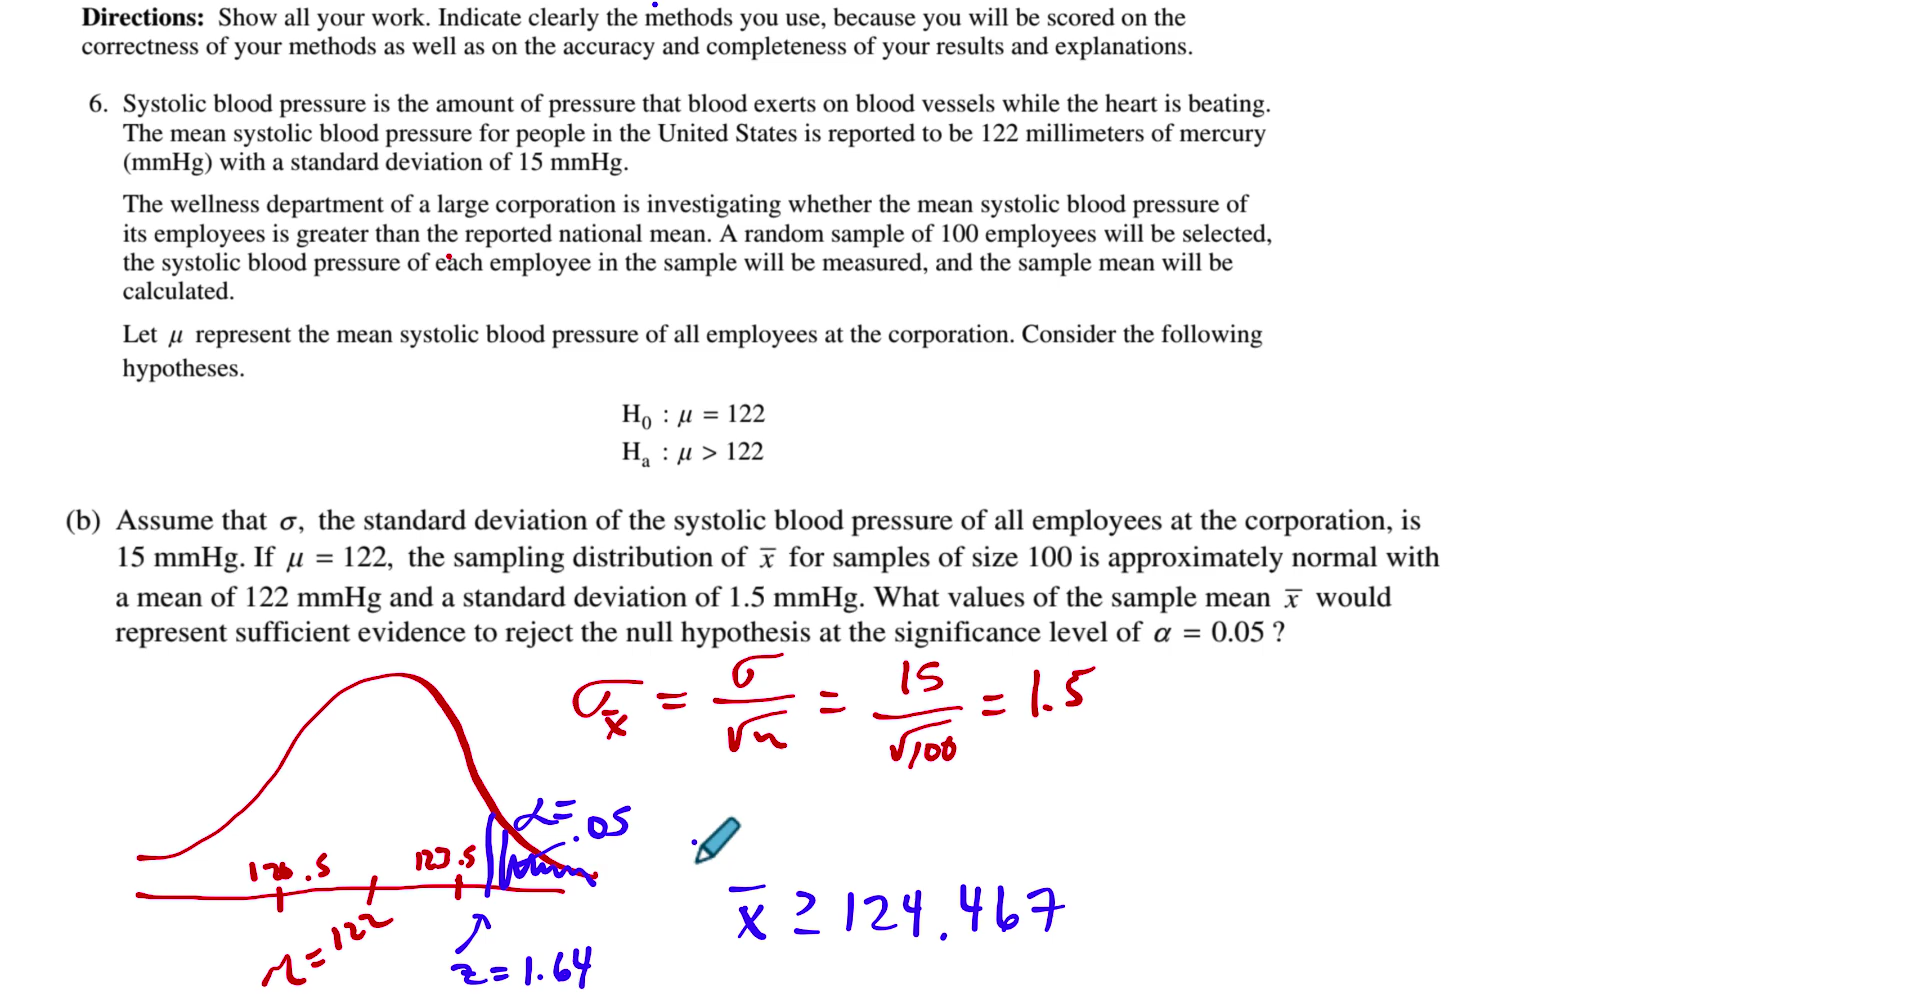 Directions: Show all your work. Indicate clearly the methods you use, because you will be scored on the
correctness of your methods as well as on the accuracy and completeness of your results and explanations.
6. Systolic blood pressure is the amount of pressure that blood exerts on blood vessels while the heart is beating.
The mean systolic blood pressure for people in the United States is reported to be 122 millimeters of mercury
(mmHg) with a standard deviation of 15 mmHg.
The wellness department of a large corporation is investigating whether the mean systolic blood pressure of
its employees is greater than the reported national mean. A random sample of 100 employees will be selected,
the systolic blood pressure of each employee in the sample will be measured, and the sample mean will be
calculated.
Let μ represent the mean systolic blood pressure of all employees at the corporation. Consider the following
hypotheses.
H₀ : μ = 122
Hₐ : μ > 122
(b) Assume that σ, the standard deviation of the systolic blood pressure of all employees at the corporation, is
15 mmHg. If μ = 122, the sampling distribution of x̄ for samples of size 100 is approximately normal with
a mean of 122 mmHg and a standard deviation of 1.5 mmHg. What values of the sample mean x̄ would
represent sufficient evidence to reject the null hypothesis at the significance level of α = 0.05 ?
σx̄ = σ/√n = 15/√100 = 1.5
α = .05
120.5
123.5
μ = 122
z = 1.64
x̄ ≥ 124.467